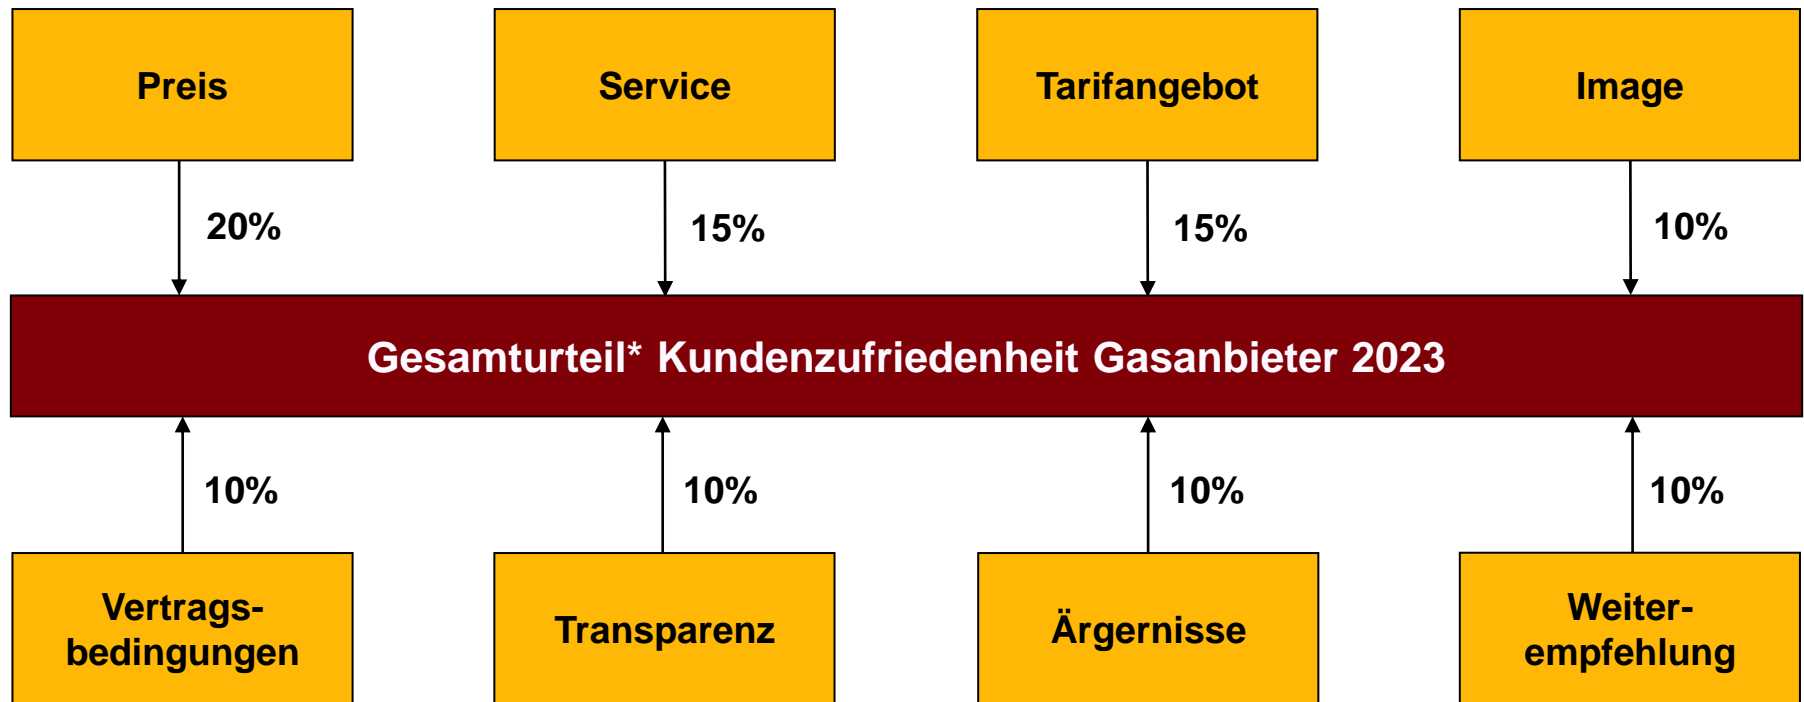 Preis
Service
Tarifangebot
Image
20%
15%
15%
10%
Gesamturteil* Kundenzufriedenheit Gasanbieter 2023
10%
10%
10%
10%
Vertrags-
bedingungen
Transparenz
Ärgernisse
Weiter-
empfehlung